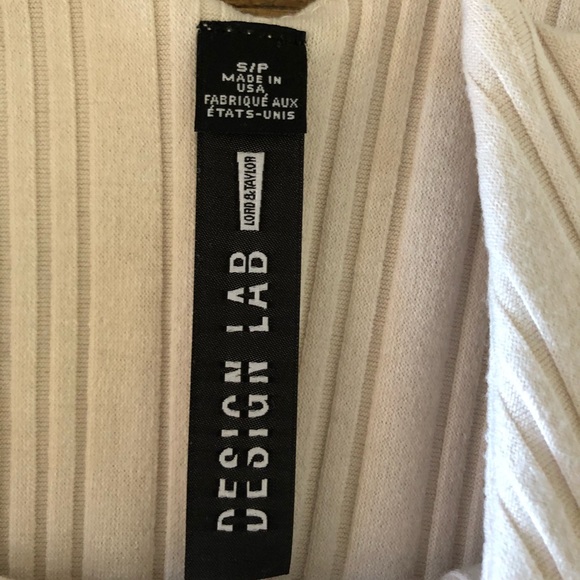 S/P
MADE IN
USA
FABRIQUÉ AUX
ÉTATS-UNIS
LORD & TAYLOR
DESIGN LAB